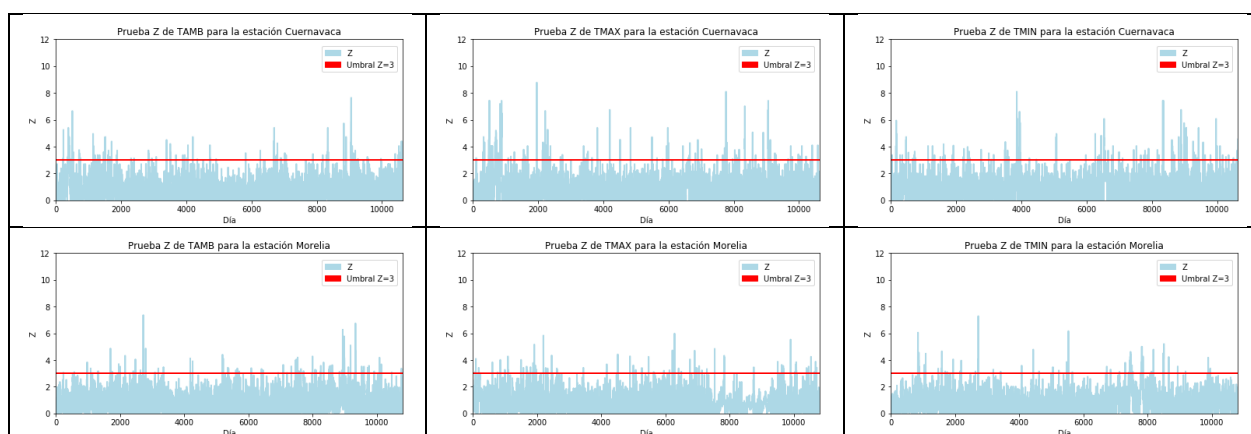 Prueba Z de TAMB para la estación Cuernavaca
12
10
8
6
4
2
0
Z
Z
Umbral Z=3
0 2000 4000 6000 8000 10000
Día
Prueba Z de TMAX para la estación Cuernavaca
12
10
8
6
4
2
0
Z
Z
Umbral Z=3
0 2000 4000 6000 8000 10000
Día
Prueba Z de TMIN para la estación Cuernavaca
12
10
8
6
4
2
0
Z
Z
Umbral Z=3
0 2000 4000 6000 8000 10000
Día
Prueba Z de TAMB para la estación Morelia
12
10
8
6
4
2
0
Z
Z
Umbral Z=3
0 2000 4000 6000 8000 10000
Día
Prueba Z de TMAX para la estación Morelia
12
10
8
6
4
2
0
Z
Z
Umbral Z=3
0 2000 4000 6000 8000 10000
Día
Prueba Z de TMIN para la estación Morelia
12
10
8
6
4
2
0
Z
Z
Umbral Z=3
0 2000 4000 6000 8000 10000
Día